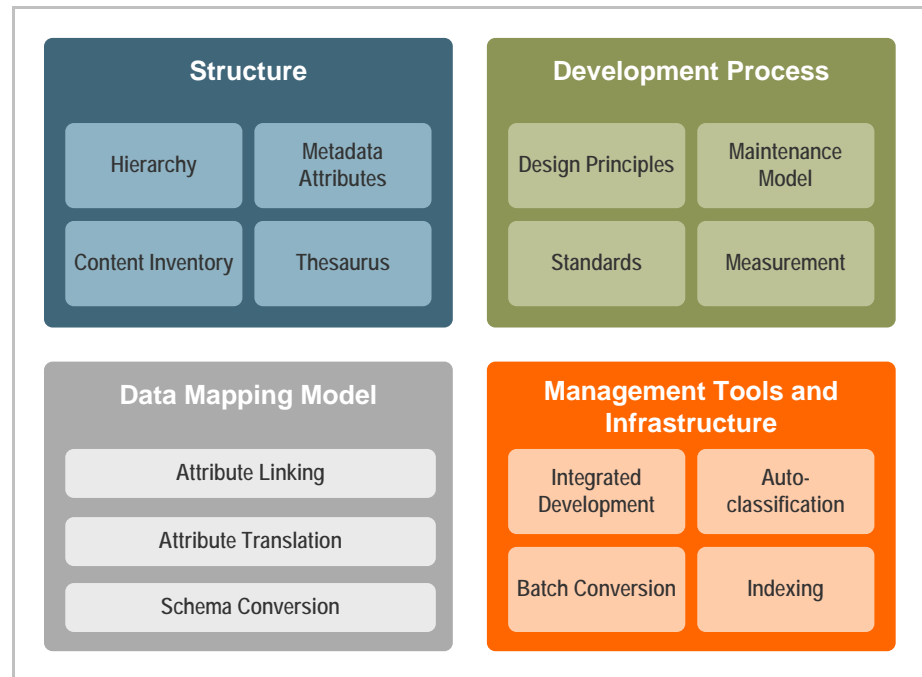 Structure
Hierarchy
Metadata
Attributes
Content Inventory
Thesaurus
Development Process
Design Principles
Maintenance
Model
Standards
Measurement
Data Mapping Model
Attribute Linking
Attribute Translation
Schema Conversion
Management Tools and
Infrastructure
Integrated
Development
Auto-
classification
Batch Conversion
Indexing